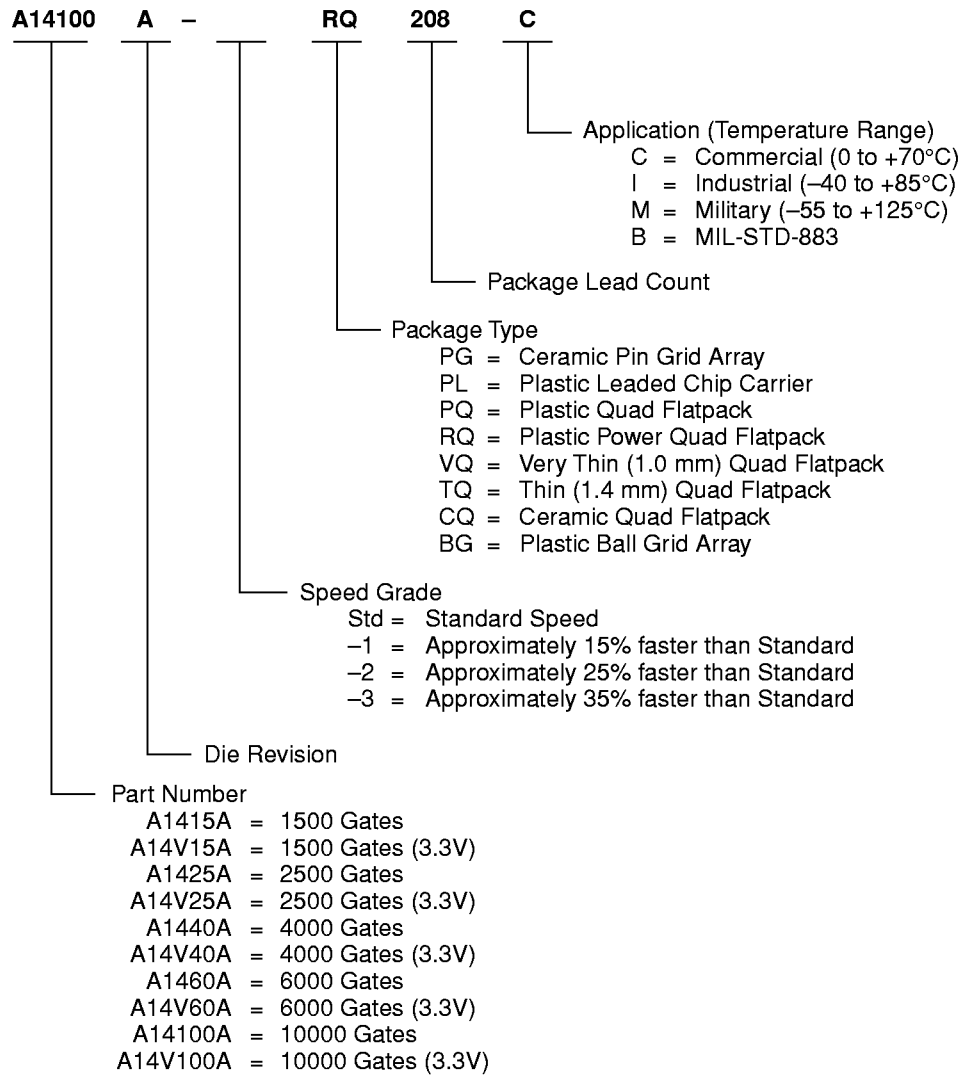 A14100 A – RQ 208 C
Application (Temperature Range)
C = Commercial (0 to +70°C)
I = Industrial (–40 to +85°C)
M = Military (–55 to +125°C)
B = MIL-STD-883
Package Lead Count
Package Type
PG = Ceramic Pin Grid Array
PL = Plastic Leaded Chip Carrier
PQ = Plastic Quad Flatpack
RQ = Plastic Power Quad Flatpack
VQ = Very Thin (1.0 mm) Quad Flatpack
TQ = Thin (1.4 mm) Quad Flatpack
CQ = Ceramic Quad Flatpack
BG = Plastic Ball Grid Array
Speed Grade
Std = Standard Speed
–1 = Approximately 15% faster than Standard
–2 = Approximately 25% faster than Standard
–3 = Approximately 35% faster than Standard
Die Revision
Part Number
A1415A = 1500 Gates
A14V15A = 1500 Gates (3.3V)
A1425A = 2500 Gates
A14V25A = 2500 Gates (3.3V)
A1440A = 4000 Gates
A14V40A = 4000 Gates (3.3V)
A1460A = 6000 Gates
A14V60A = 6000 Gates (3.3V)
A14100A = 10000 Gates
A14V100A = 10000 Gates (3.3V)